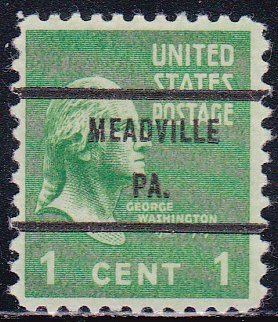 UNITED
STATES
POSTAGE
MEADVILLE
PA.
GEORGE
WASHINGTON
1 CENT 1